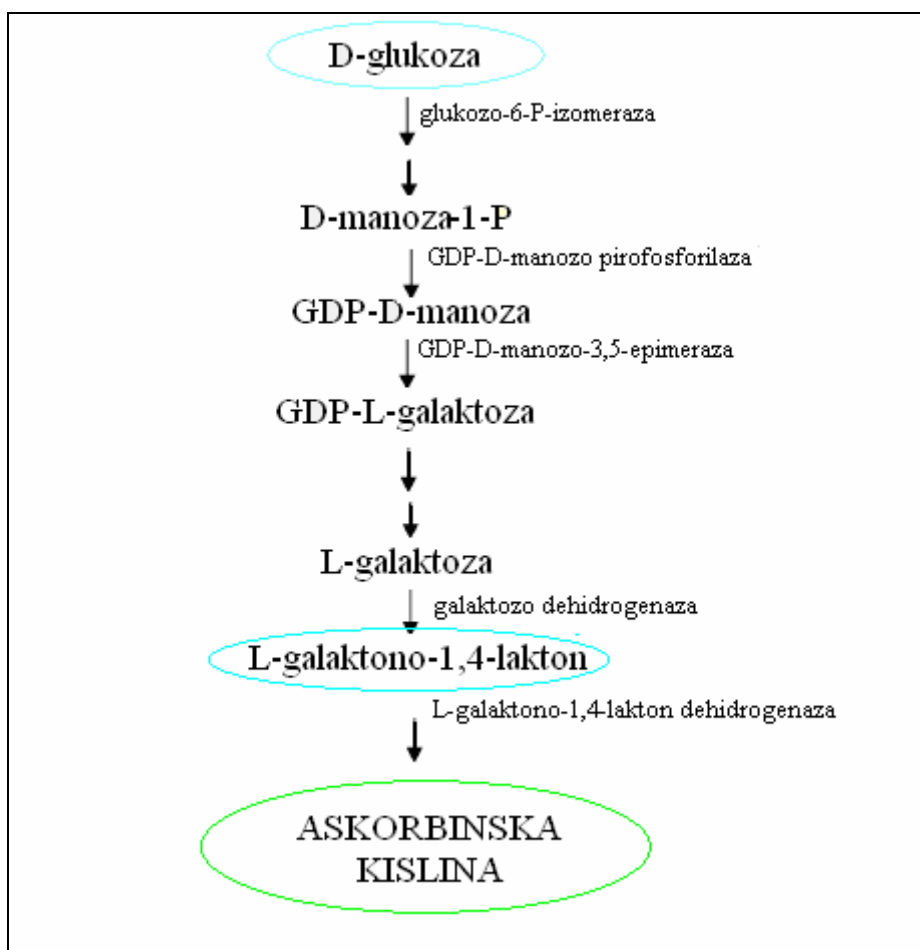 D-glukoza
glukozo-6-P-izomeraza
D-manoza-1-P
GDP-D-manozo pirofosforilaza
GDP-D-manoza
GDP-D-manozo-3,5-epimeraza
GDP-L-galaktoza
L-galaktoza
galaktozo dehidrogenaza
L-galaktono-1,4-lakton
L-galaktono-1,4-lakton dehidrogenaza
ASKORBINSKA
KISLINA